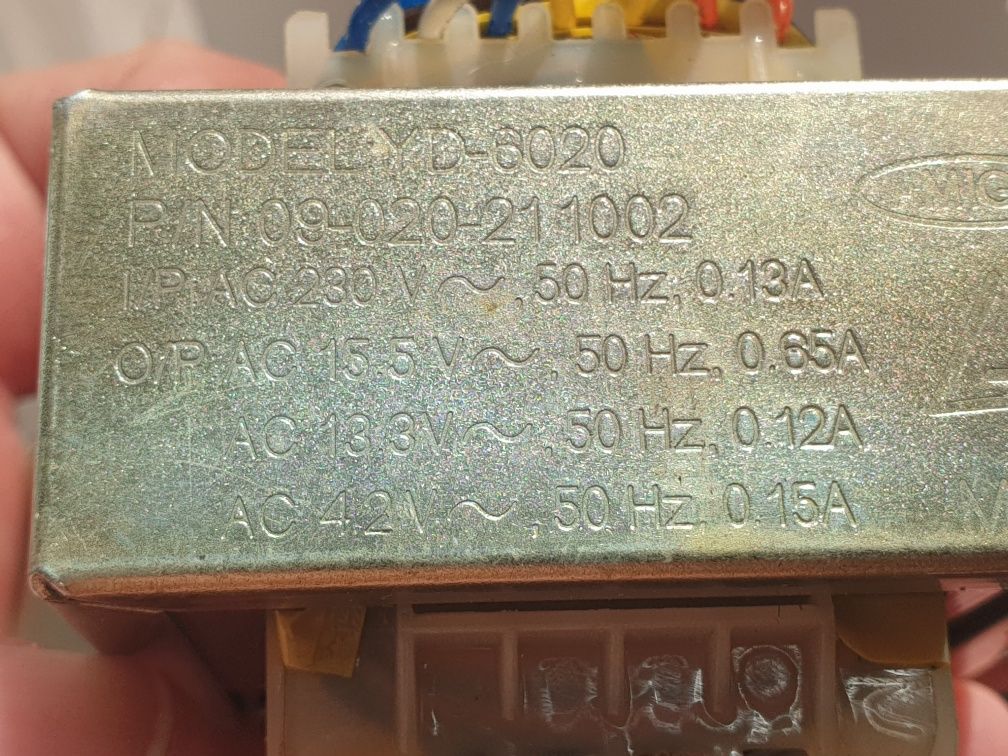 MODEL:YD-6020
P/N:09-020-211002
I/P:AC 230 V~, 50 Hz, 0.13A
O/P AC 15.5 V~, 50 Hz, 0.65A
AC 13.3V~, 50 Hz, 0.12A
AC 4.2V~, 50 Hz, 0.15A